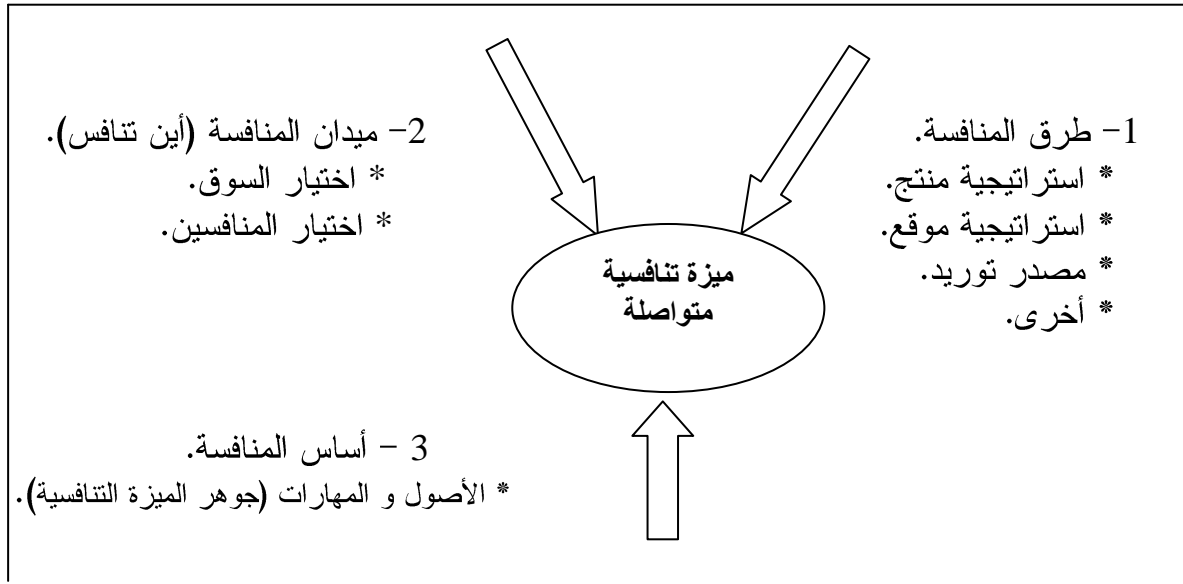 1- طرق المنافسة.
* استراتيجية منتج.
* استراتيجية موقع.
* مصدر توريد.
* أخرى.
2- ميدان المنافسة (أين تنافس).
* اختيار السوق.
* اختيار المنافسين.
ميزة تنافسية
متواصلة
3 - أساس المنافسة.
* الأصول و المهارات (جوهر الميزة التنافسية).